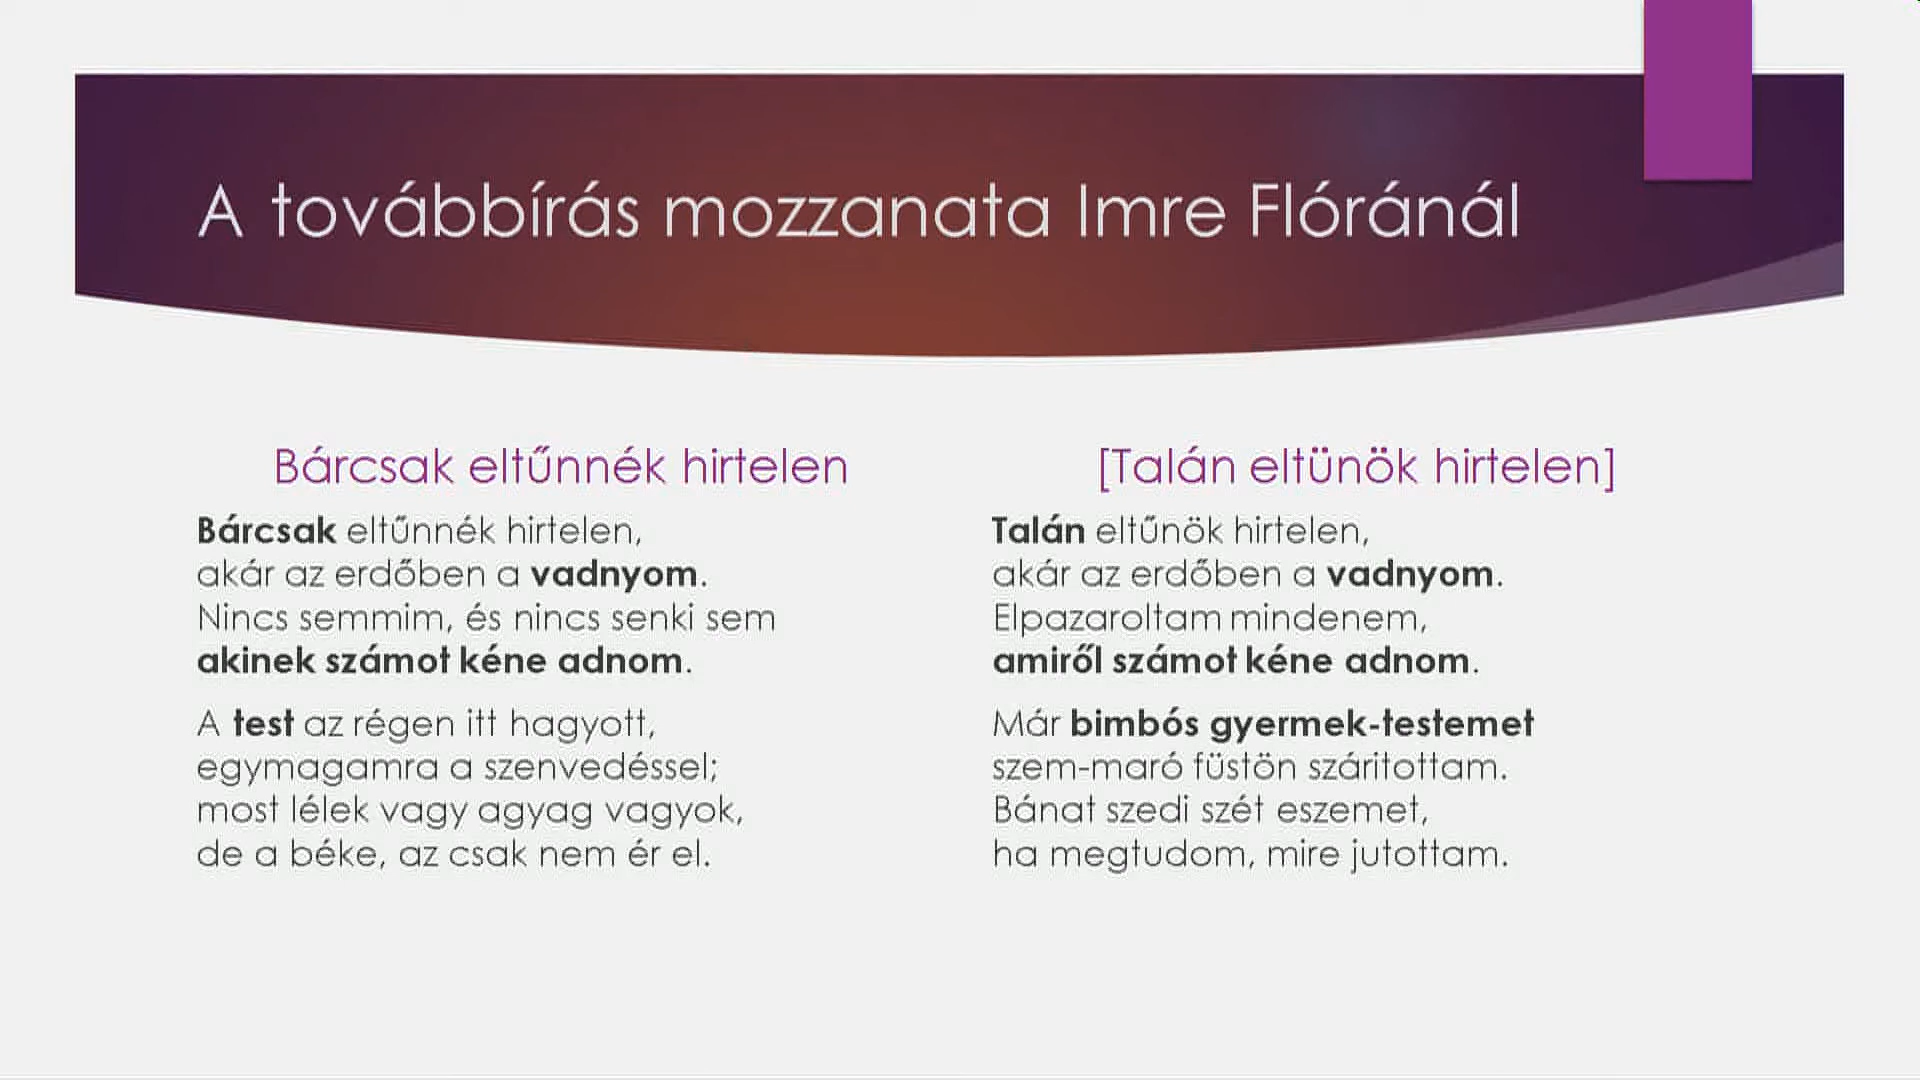 A továbbírás mozzanata Imre Flóránál
Bárcsak eltűnnék hirtelen
Bárcsak eltűnnék hirtelen,
akár az erdőben a vadnyom.
Nincs semmim, és nincs senki sem
akinek számot kéne adnom.
A test az régen itt hagyott,
egymagamra a szenvedéssel;
most lélek vagy agyag vagyok,
de a béke, az csak nem ér el.
[Talán eltünök hirtelen]
Talán eltűnök hirtelen,
akár az erdőben a vadnyom.
Elpazaroltam mindenem,
amiről számot kéne adnom.
Már bimbós gyermek-testemet
szem-maró füstön száritottam.
Bánat szedi szét eszemet,
ha megtudom, mire jutottam.